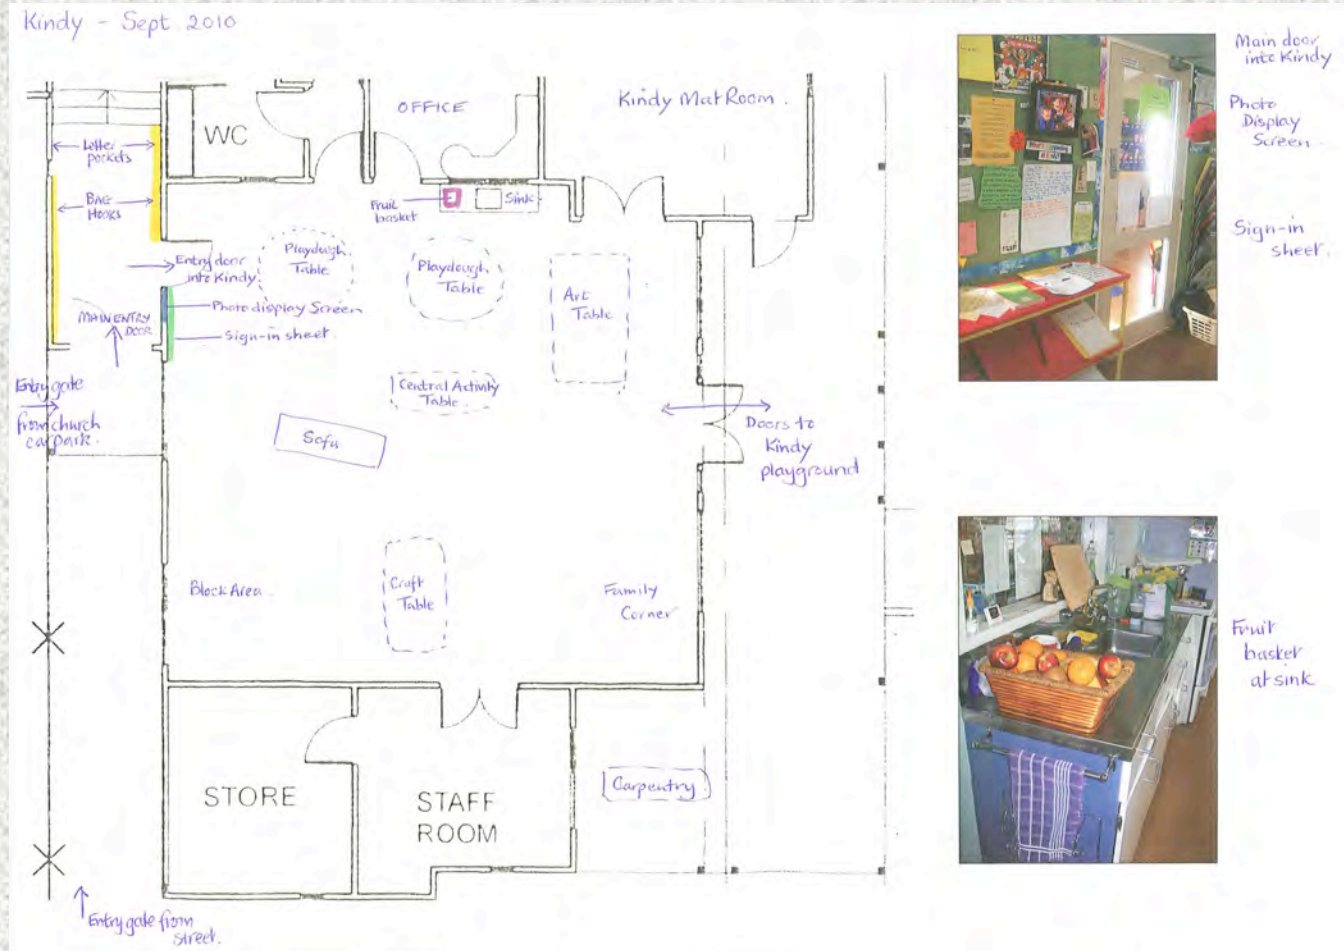 Kindy - Sept. 2010
OFFICE
Kindy Mat Room.
WC
Letter
pockets
BAG
HOOKS
Fruit
basket
Sink
Entry door
into Kindy
Playdough
Table
Playdough
Table
Art
Table
Photo display Screen
MAIN ENTRY
DOOR
Sign-in sheet.
Entry gate
from church
car park.
Central Activity
Table.
Sofa
Doors to
Kindy
playground
Block Area.
Craft
Table
Family
Corner
STORE
STAFF
ROOM
Carpentry
Entry gate from
street.
Main door
into Kindy
Photo
Display
Screen.
Sign-in
sheet.
Fruit
basket
at sink